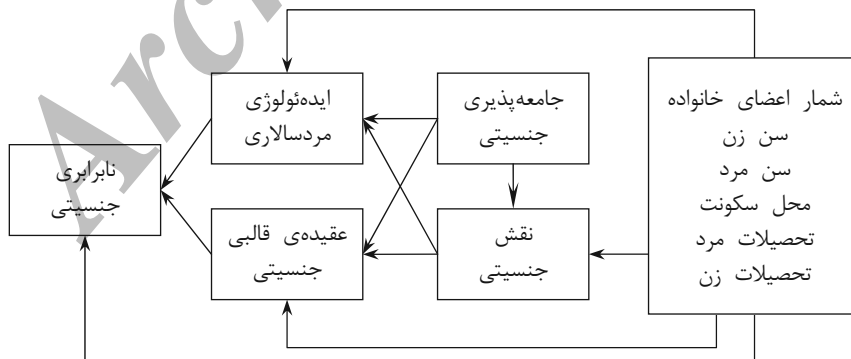 شمار اعضای خانواده
سن زن
سن مرد
محل سکونت
تحصیلات مرد
تحصیلات زن
جامعه‌پذیری
جنسیتی
نقش
جنسیتی
ایده‌ئولوژی
مردسالاری
عقیده‌ی قالبی
جنسیتی
نابرابری
جنسیتی
Arc